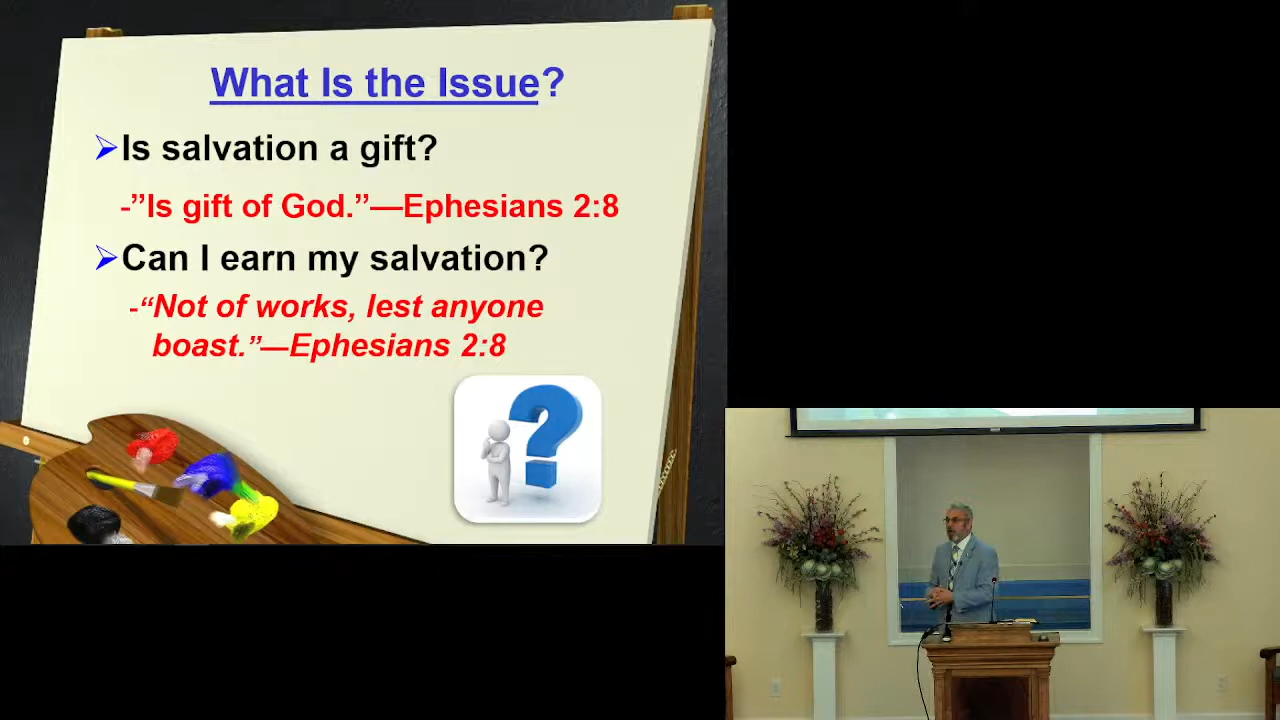 What Is the Issue?
Is salvation a gift?
-”Is gift of God.”—Ephesians 2:8
Can I earn my salvation?
-“Not of works, lest anyone
boast.”—Ephesians 2:8